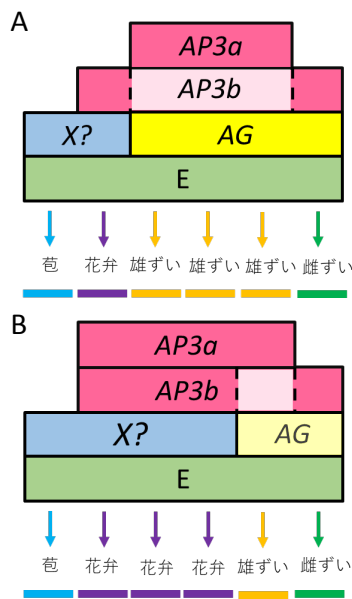 A
AP3a
AP3b
X? AG
E
苞 花弁 雄ずい 雄ずい 雄ずい 雌ずい
B
AP3a
AP3b
X? AG
E
苞 花弁 花弁 花弁 雄ずい 雌ずい